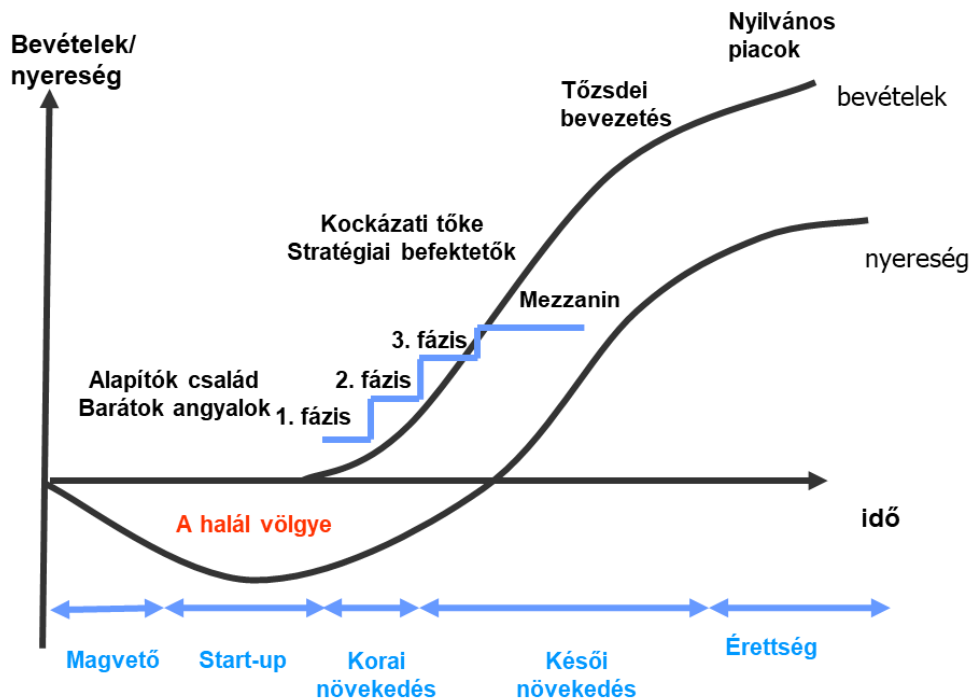 Nyilvános
piacok
Bevételek/
nyereség
Tőzsdei
bevezetés
bevételek
Kockázati tőke
Stratégiai befektetők
nyereség
Mezzanin
3. fázis
2. fázis
1. fázis
Alapítók család
Barátok angyalok
A halál völgye
idő
Magvető
Start-up
Korai
növekedés
Késői
növekedés
Érettség